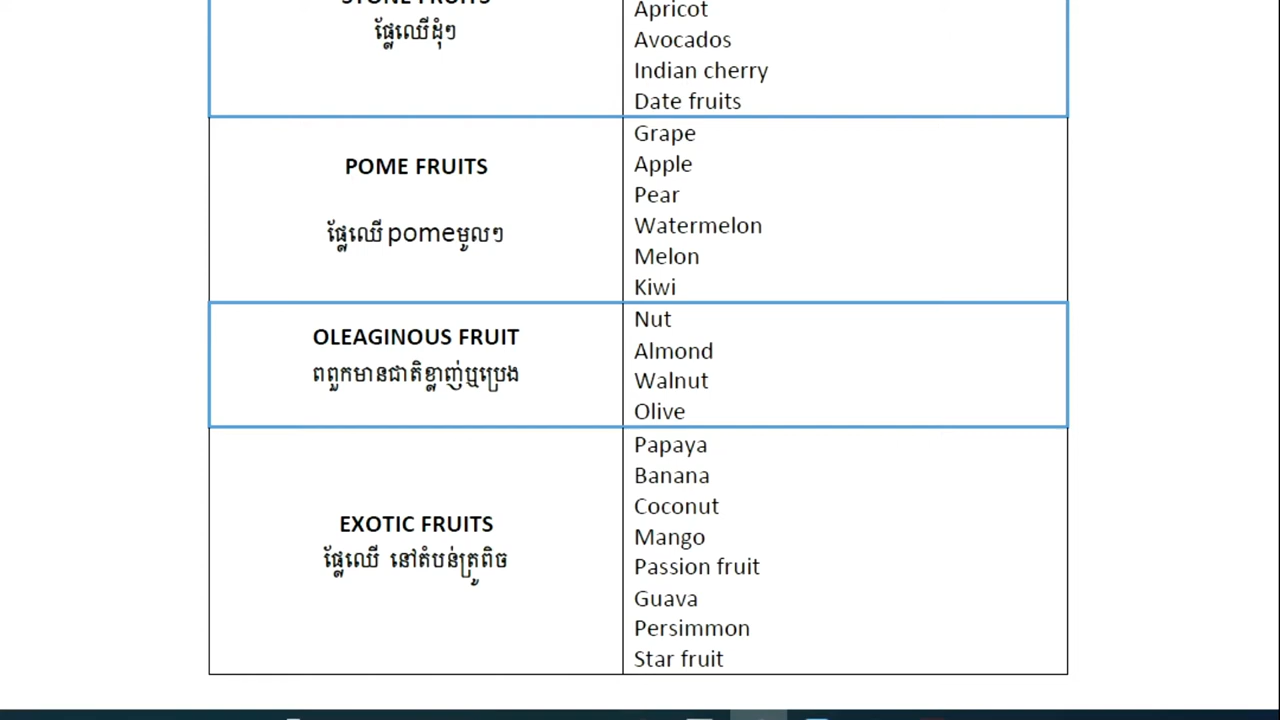 STONE FRUITS
ផ្លែឈើដុំៗ
Apricot
Avocados
Indian cherry
Date fruits
POME FRUITS
ផ្លែឈើpomeមូលៗ
Grape
Apple
Pear
Watermelon
Melon
Kiwi
OLEAGINOUS FRUIT
ពពួកមានជាតិខ្លាញ់ឬប្រេង
Nut
Almond
Walnut
Olive
EXOTIC FRUITS
ផ្លែឈើ នៅតំបន់ត្រូពិច
Papaya
Banana
Coconut
Mango
Passion fruit
Guava
Persimmon
Star fruit